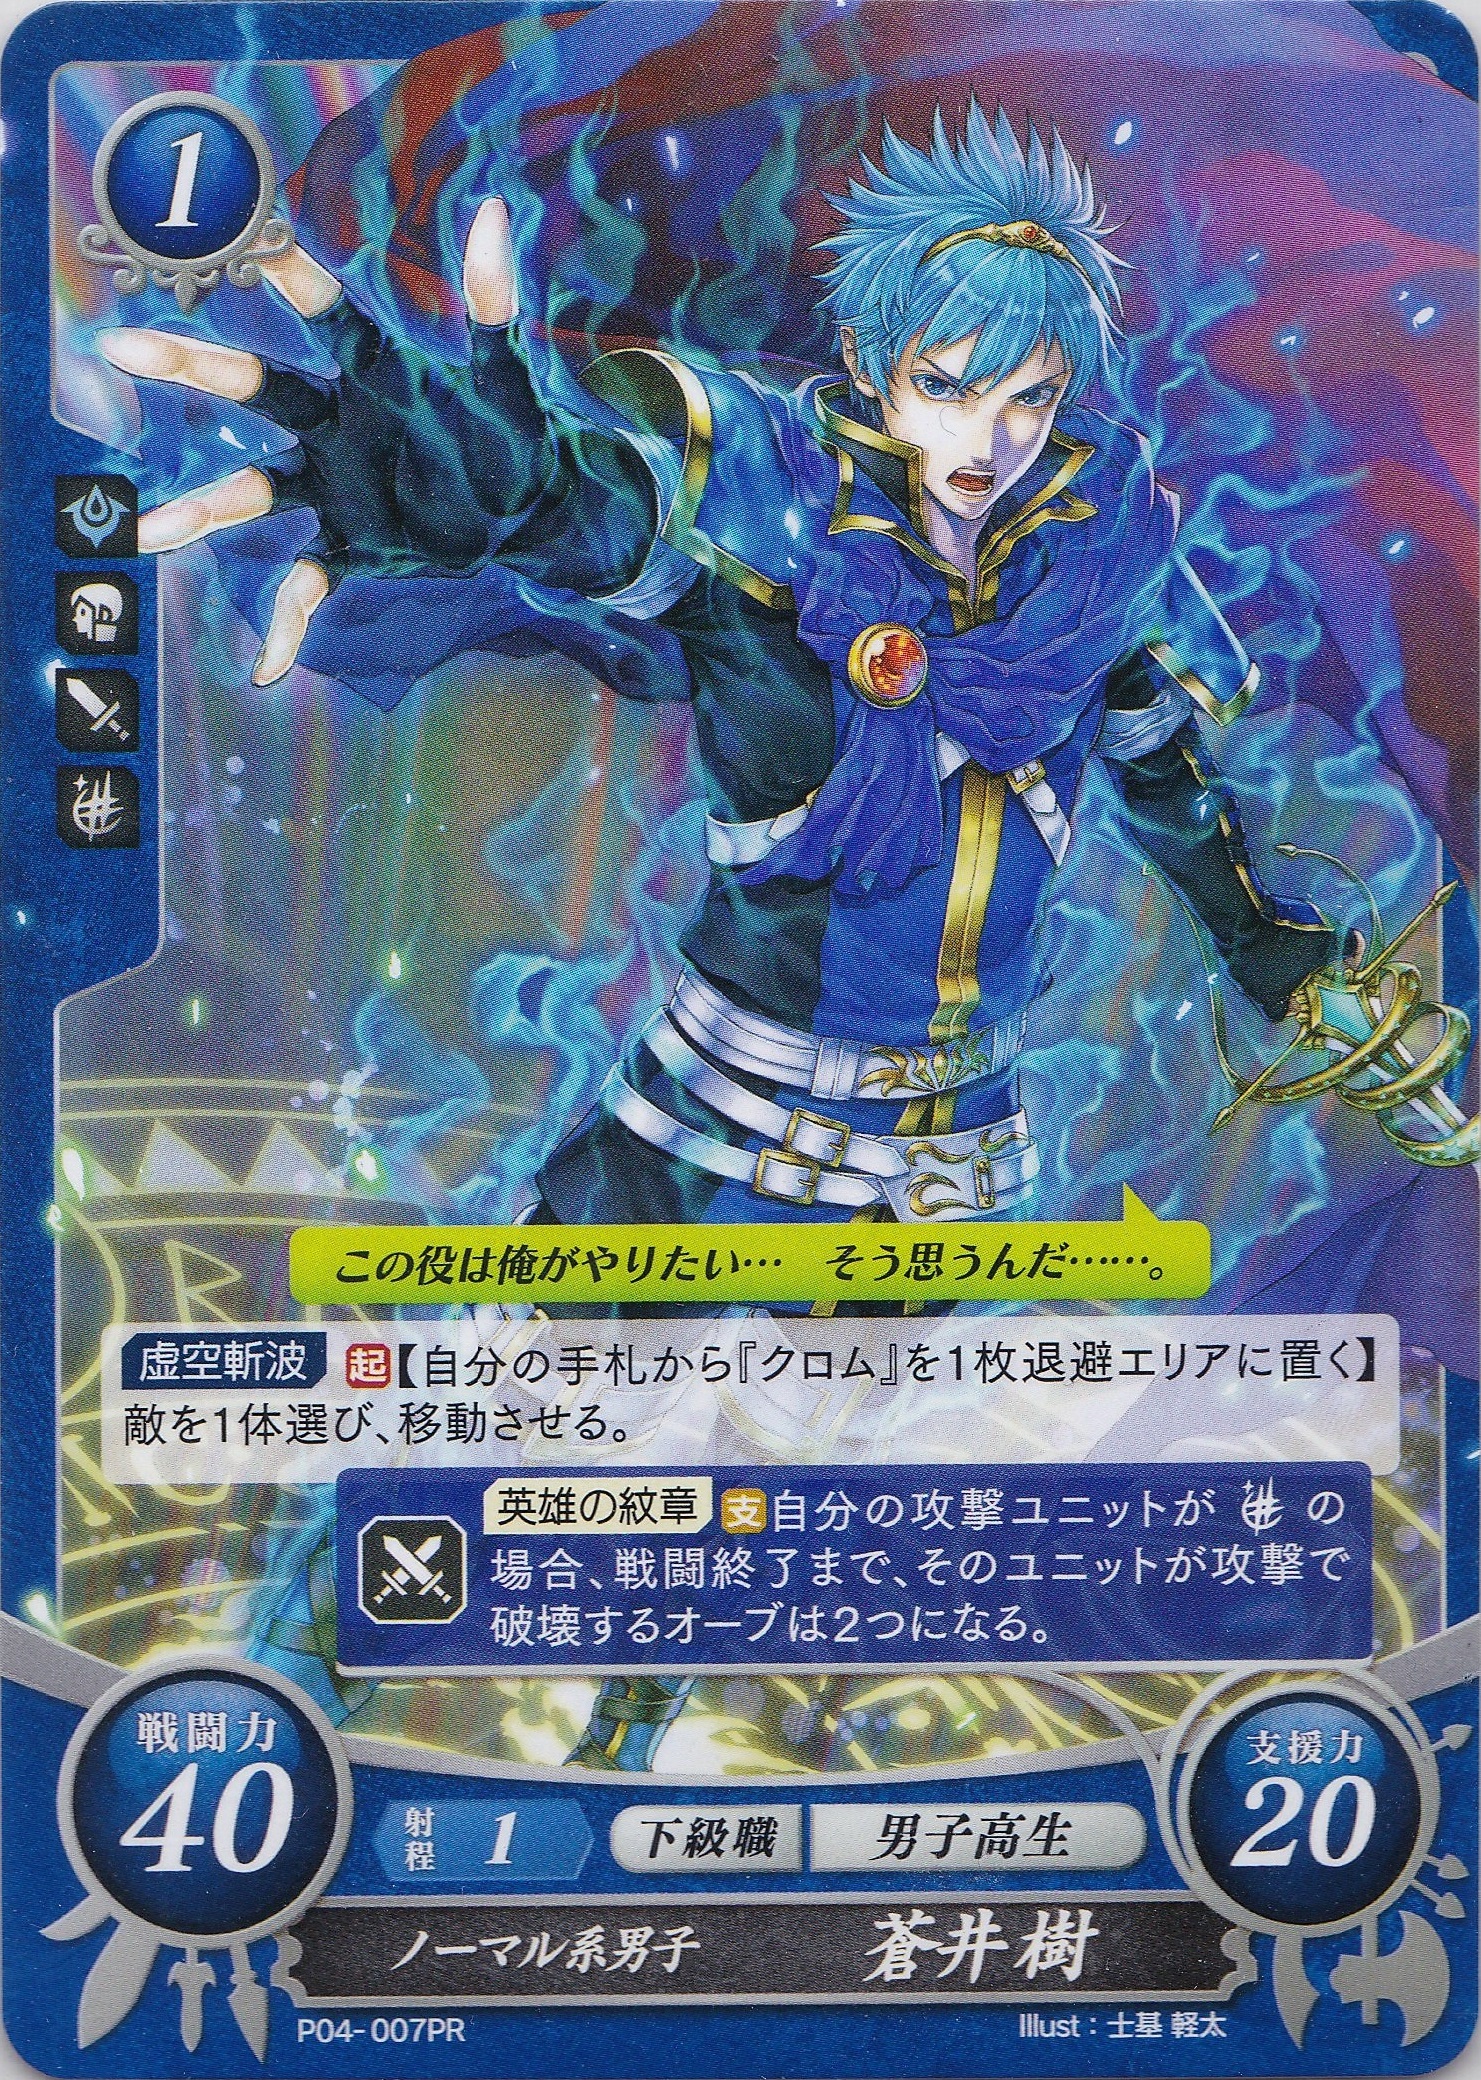 1
この役は俺がやりたい… そう思うんだ……。
虚空斬波 起【自分の手札から『クロム』を1枚退避エリアに置く】
敵を1体選び、移動させる。
英雄の紋章 支自分の攻撃ユニットが の
場合、戦闘終了まで、そのユニットが攻撃で
破壊するオーブは2つになる。
戦闘力
40
射程 1
下級職 男子高生
支援力
20
ノーマル系男子 蒼井樹
P04-007PR
Illust：士基 軽太